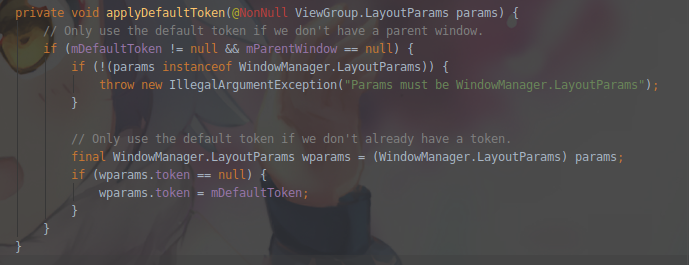 private void applyDefaultToken(@NonNull ViewGroup.LayoutParams params) {
// Only use the default token if we don't have a parent window.
if (mDefaultToken != null && mParentWindow == null) {
if (!(params instanceof WindowManager.LayoutParams)) {
throw new IllegalArgumentException("Params must be WindowManager.LayoutParams");
}
// Only use the default token if we don't already have a token.
final WindowManager.LayoutParams wparams = (WindowManager.LayoutParams) params;
if (wparams.token == null) {
wparams.token = mDefaultToken;
}
}
}